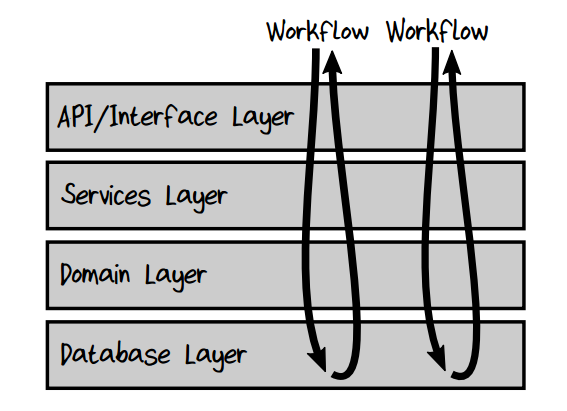 Workflow Workflow
API/Interface Layer
Services Layer
Domain Layer
Database Layer